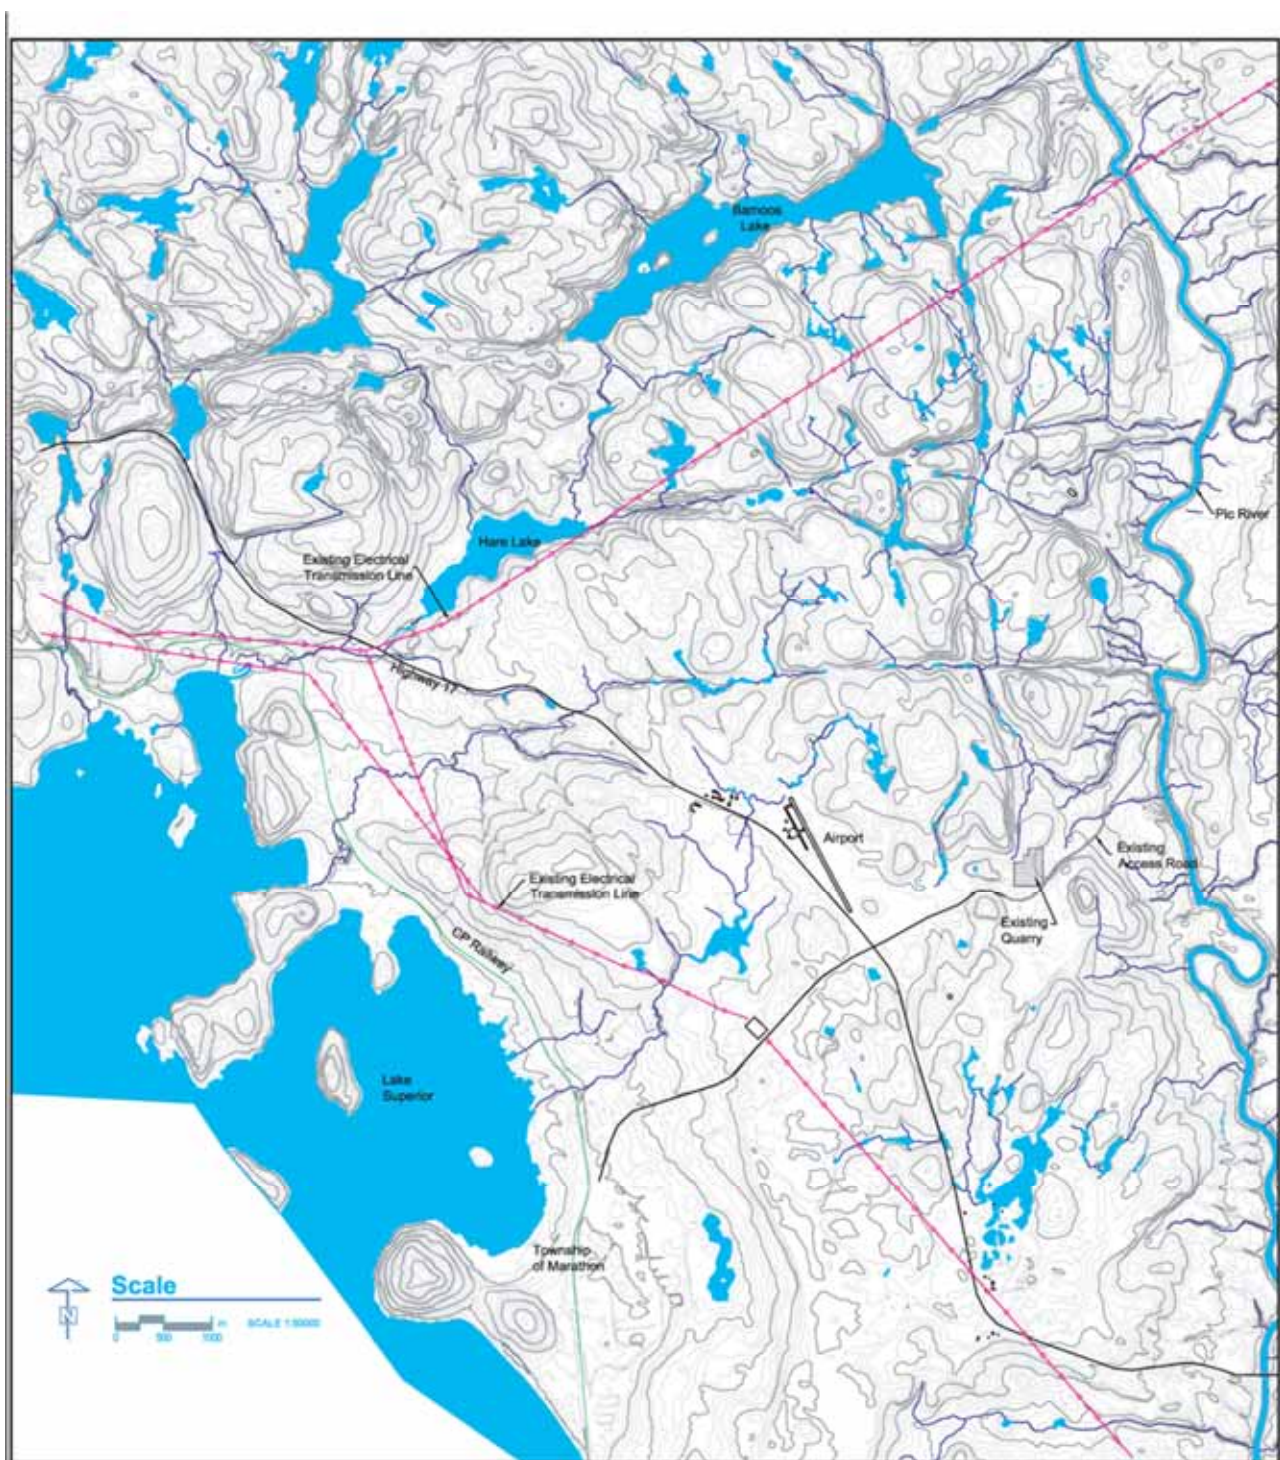 Bamoos
Lake
Pic River
Hare Lake
Existing Electrical
Transmission Line
Highway 17
Airport
Existing
Access Road
Existing Electrical
Transmission Line
Existing
Quarry
CP Railway
Lake
Superior
Township
of Marathon
Scale
N
m SCALE 1:50000
0 500 1000